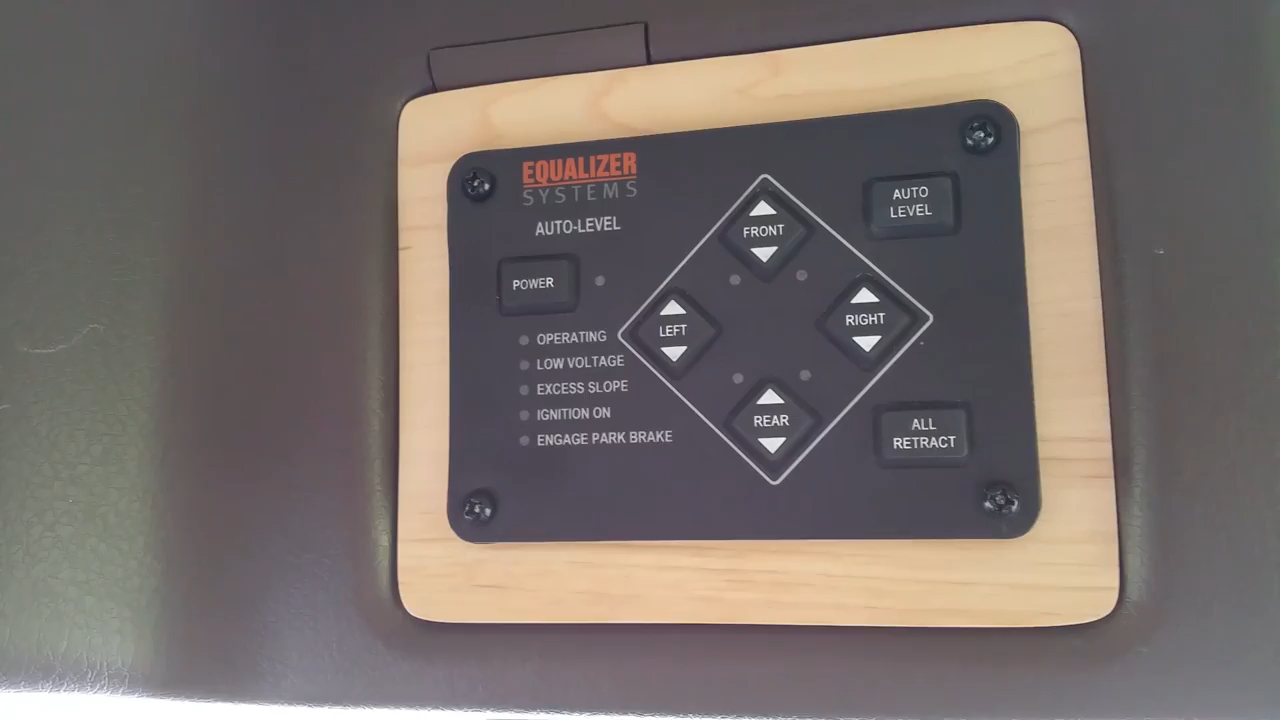 EQUALIZER
SYSTEMS
AUTO-LEVEL
POWER
OPERATING
LOW VOLTAGE
EXCESS SLOPE
IGNITION ON
ENGAGE PARK BRAKE
FRONT
LEFT
RIGHT
REAR
AUTO
LEVEL
ALL
RETRACT